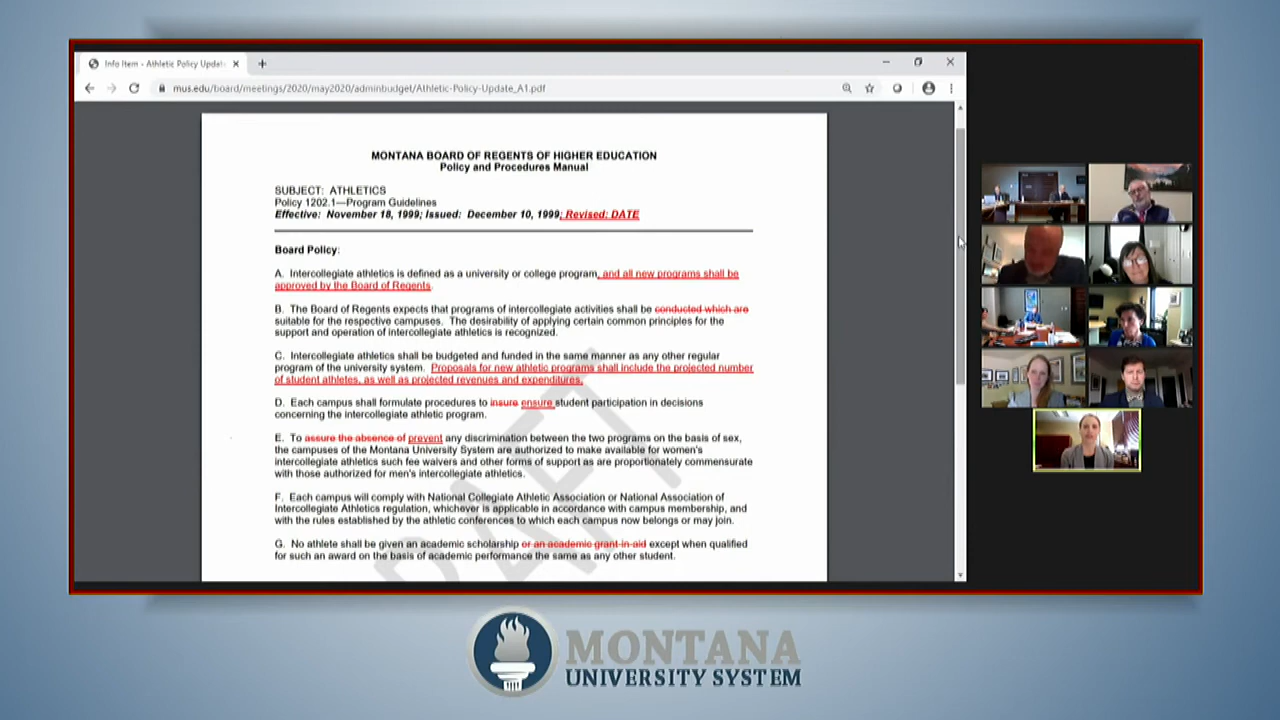 Info Item - Athletic Policy Updat
mus.edu/board/meetings/2020/may2020/adminbudget/Athletic-Policy-Update_A1.pdf
MONTANA BOARD OF REGENTS OF HIGHER EDUCATION
Policy and Procedures Manual
SUBJECT: ATHLETICS
Policy 1202.1—Program Guidelines
Effective: November 18, 1999; Issued: December 10, 1999; Revised: DATE
Board Policy:
A. Intercollegiate athletics is defined as a university or college program, and all new programs shall be
approved by the Board of Regents.
B. The Board of Regents expects that programs of intercollegiate activities shall be conducted which are
suitable for the respective campuses. The desirability of applying certain common principles for the
support and operation of intercollegiate athletics is recognized.
C. Intercollegiate athletics shall be budgeted and funded in the same manner as any other regular
program of the university system. Proposals for new athletic programs shall include the projected number
of student athletes, as well as projected revenues and expenditures.
D. Each campus shall formulate procedures to insure ensure student participation in decisions
concerning the intercollegiate athletic program.
E. To assure the absence of prevent any discrimination between the two programs on the basis of sex,
the campuses of the Montana University System are authorized to make available for women's
intercollegiate athletics such fee waivers and other forms of support as are proportionately commensurate
with those authorized for men's intercollegiate athletics.
F. Each campus will comply with National Collegiate Athletic Association or National Association of
Intercollegiate Athletics regulation, whichever is applicable in accordance with campus membership, and
with the rules established by the athletic conferences to which each campus now belongs or may join.
G. No athlete shall be given an academic scholarship or an academic grant-in-aid except when qualified
for such an award on the basis of academic performance the same as any other student.
DRAFT
MONTANA
UNIVERSITY SYSTEM